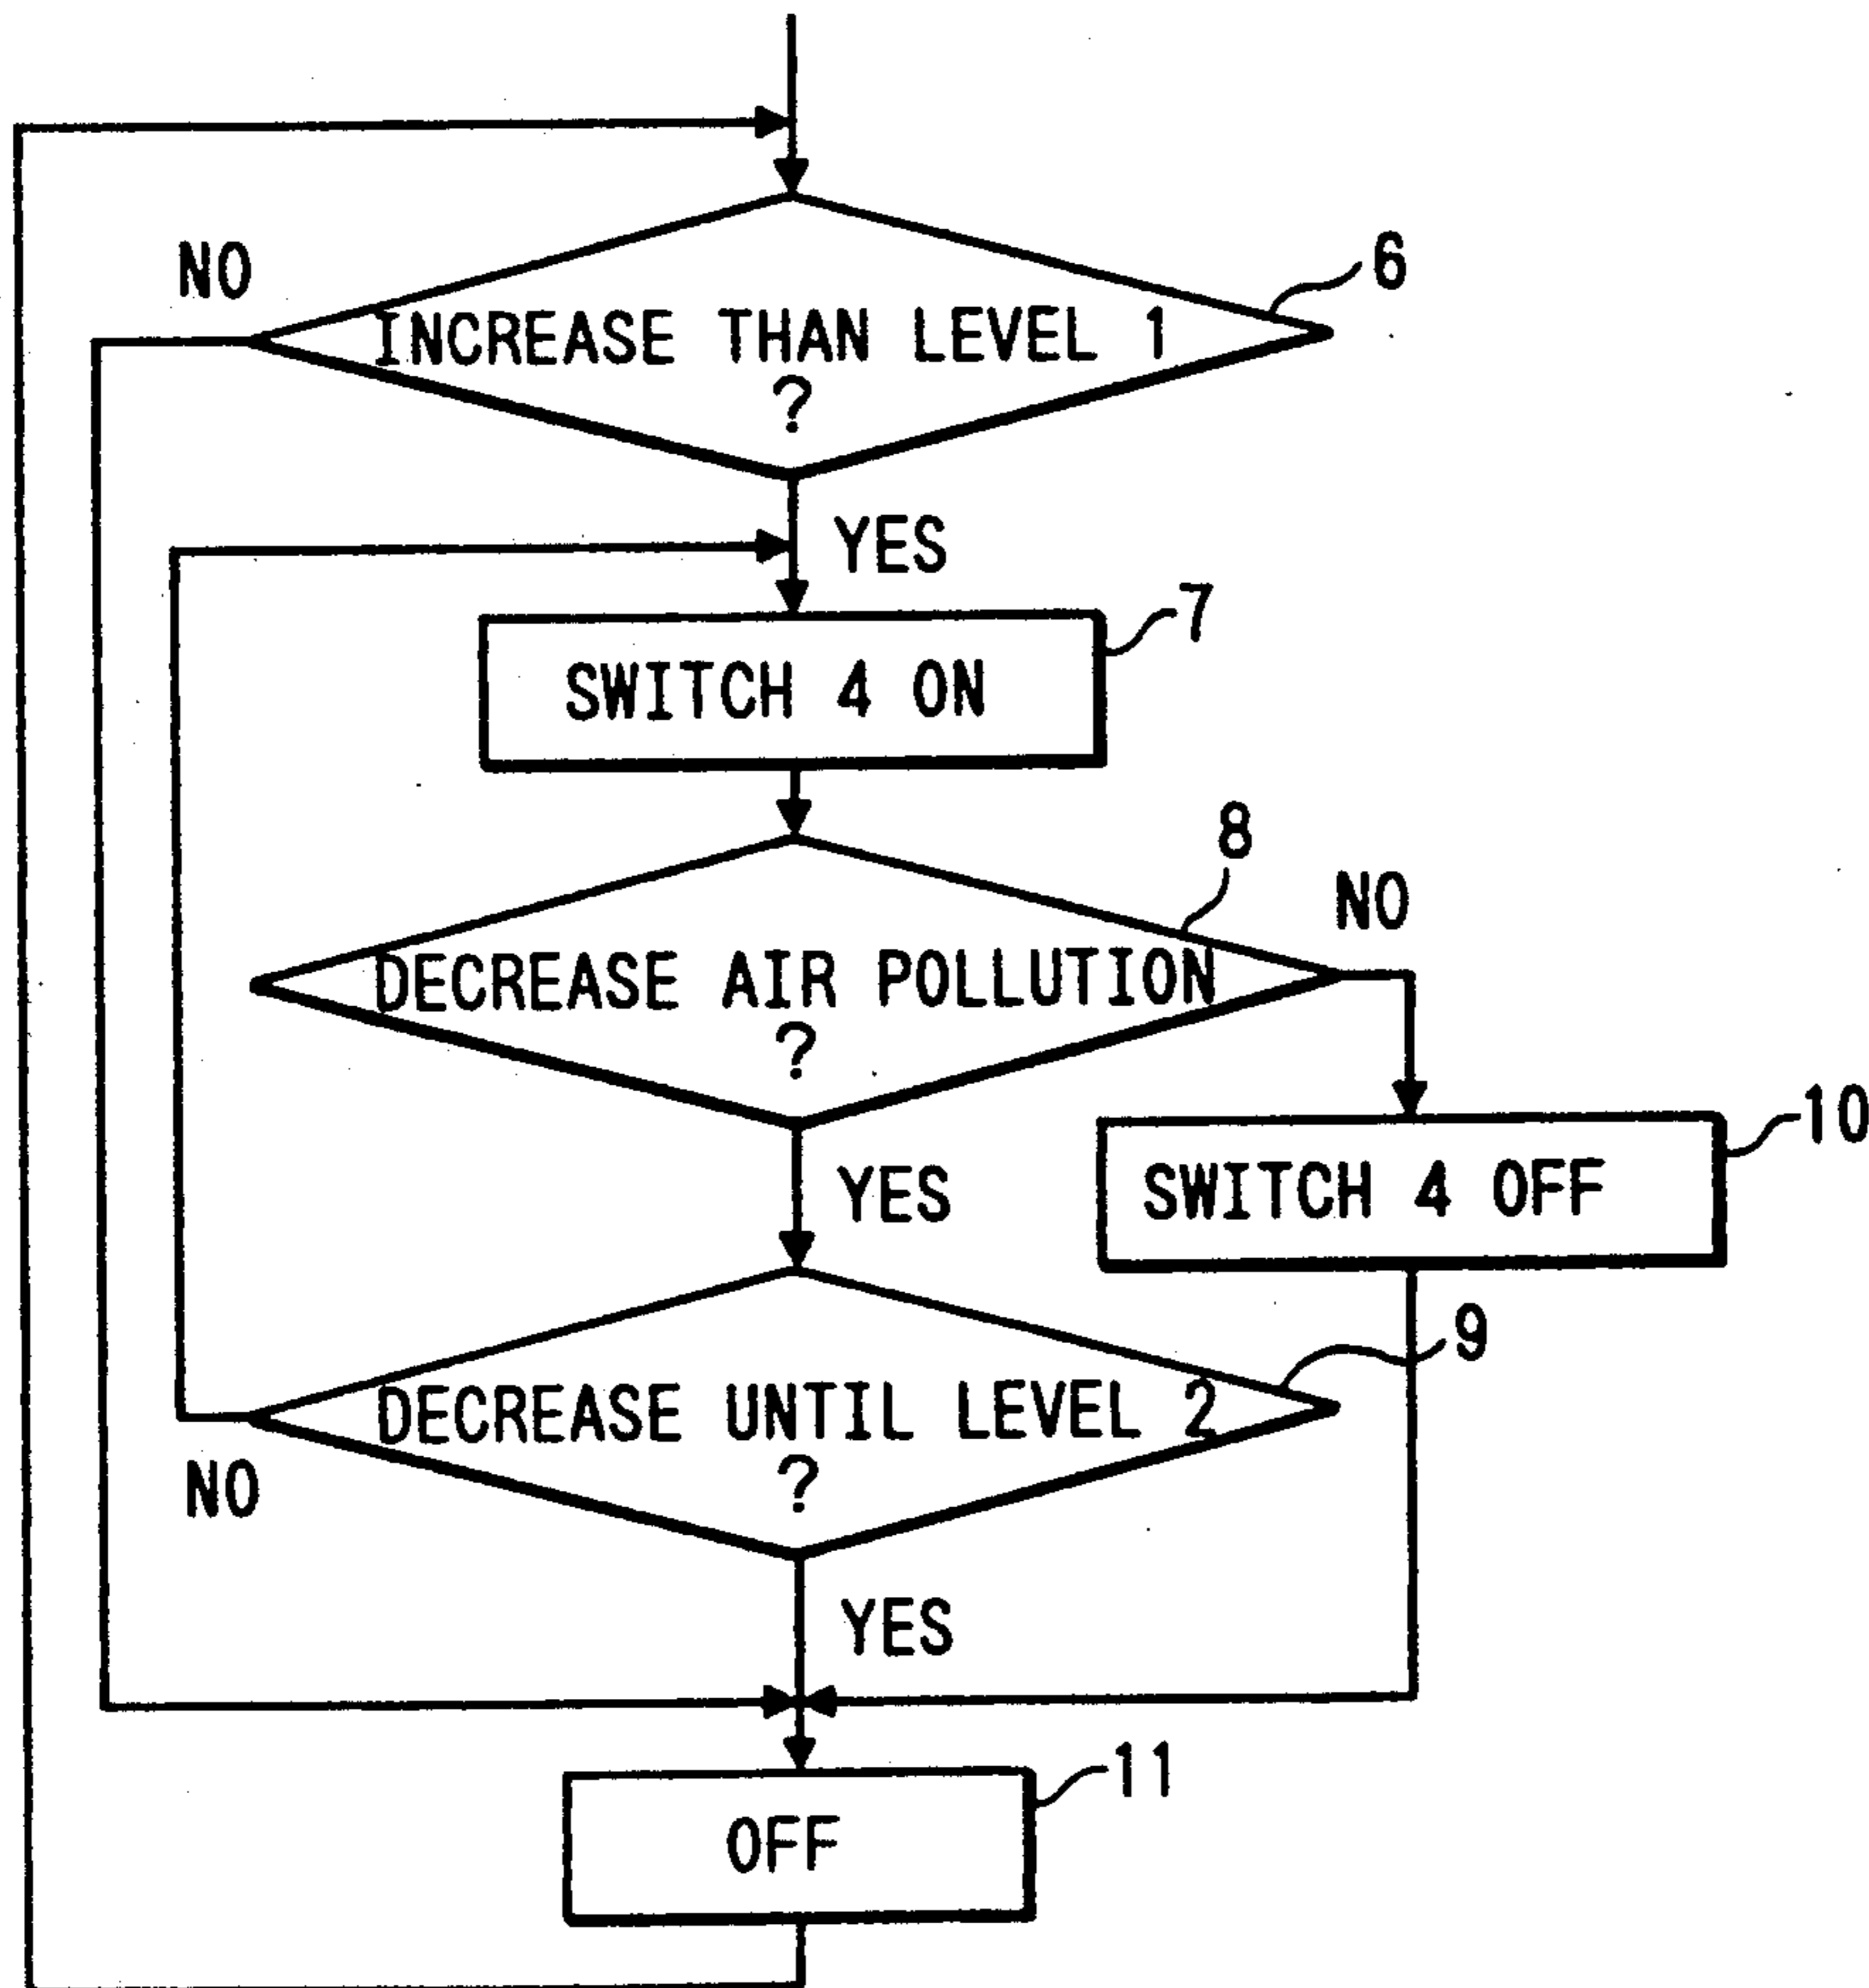 NO
6
INCREASE THAN LEVEL 1
?
YES
7
SWITCH 4 ON
8
NO
DECREASE AIR POLLUTION
?
10
YES
SWITCH 4 OFF
9
DECREASE UNTIL LEVEL 2
?
NO
YES
11
OFF